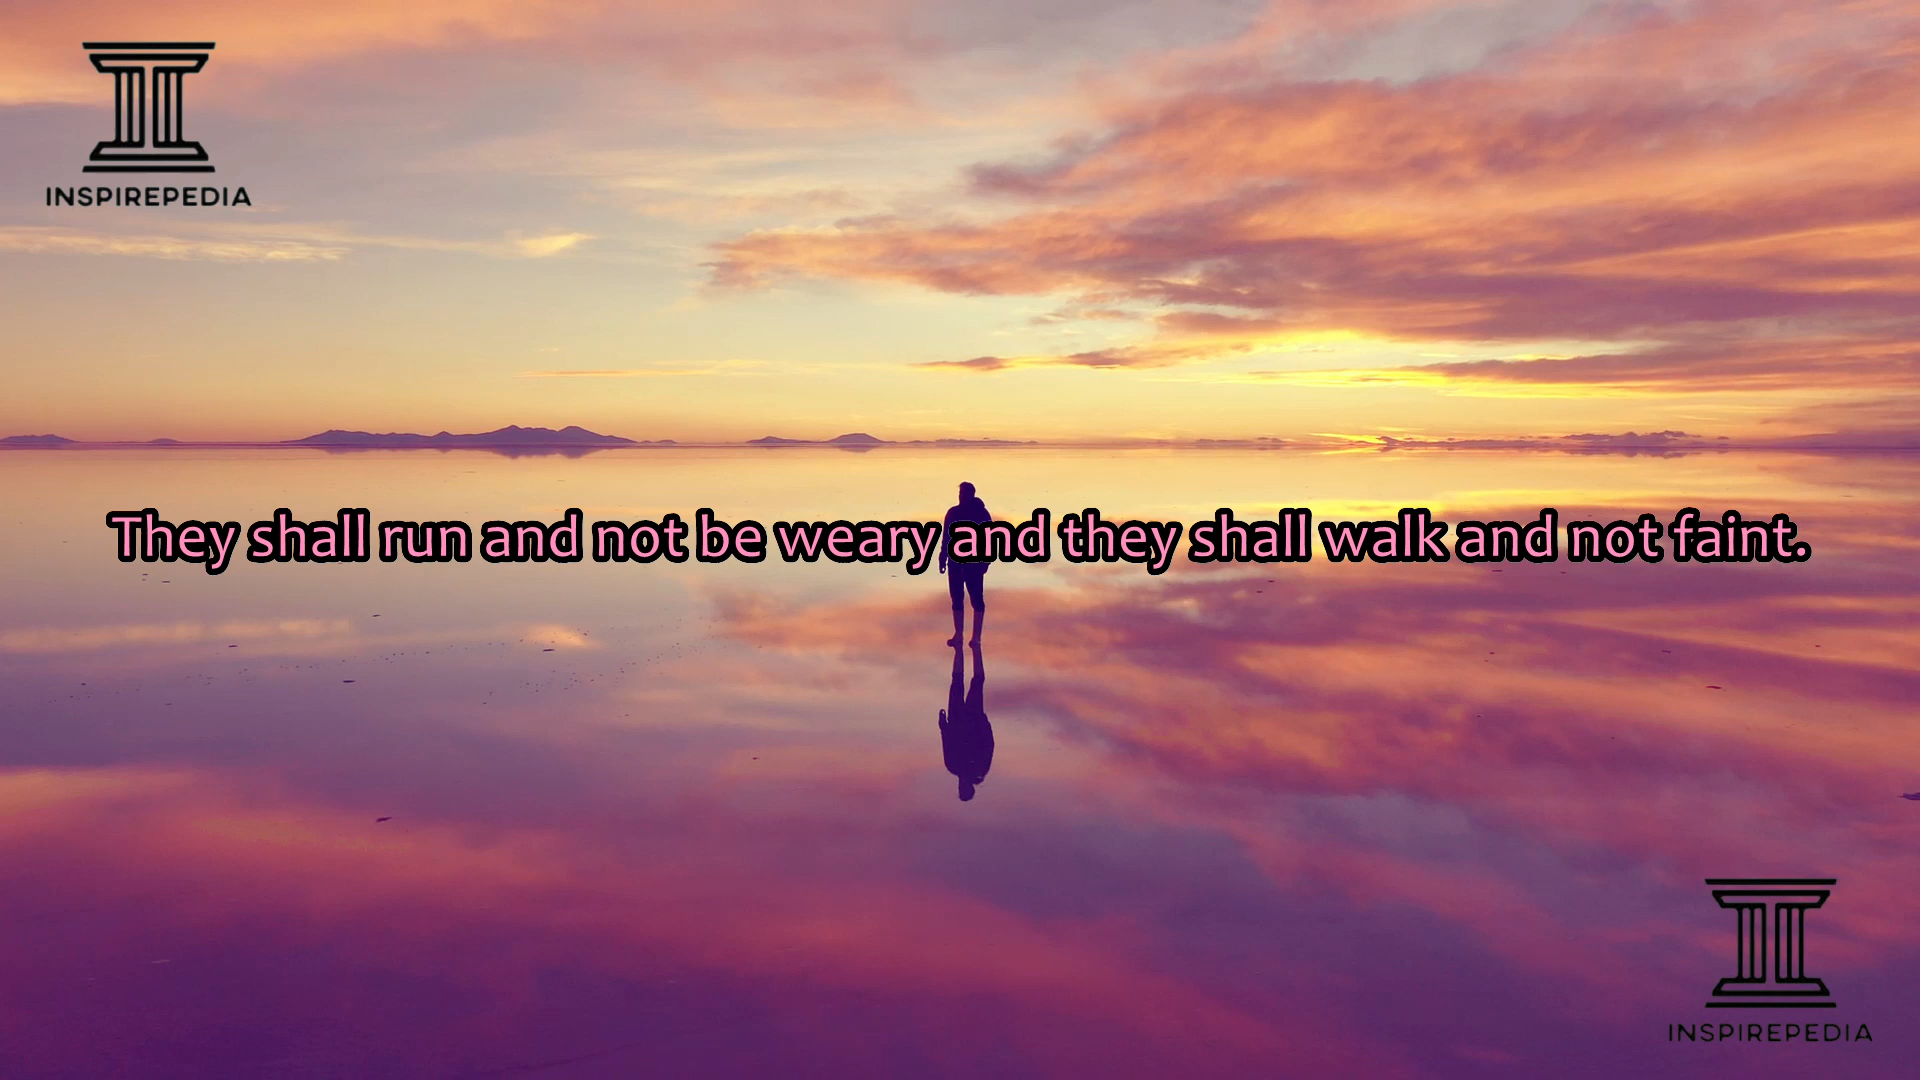 INSPIREPEDIA
They shall run and not be weary and they shall walk and not faint.
INSPIREPEDIA